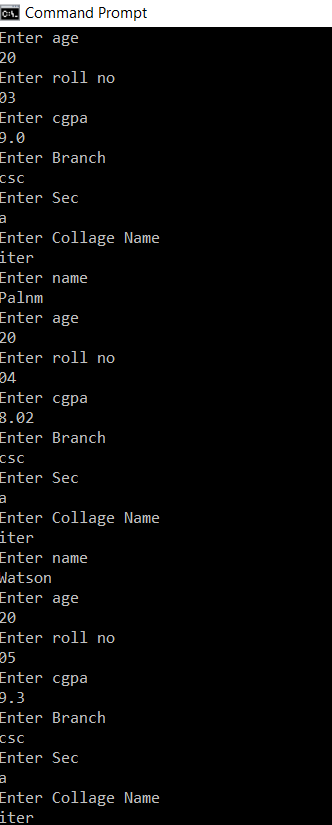 Command Prompt
Enter age
20
Enter roll no
03
Enter cgpa
9.0
Enter Branch
csc
Enter Sec
a
Enter Collage Name
iter
Enter name
Palnm
Enter age
20
Enter roll no
04
Enter cgpa
8.02
Enter Branch
csc
Enter Sec
a
Enter Collage Name
iter
Enter name
Watson
Enter age
20
Enter roll no
05
Enter cgpa
9.3
Enter Branch
csc
Enter Sec
a
Enter Collage Name
iter